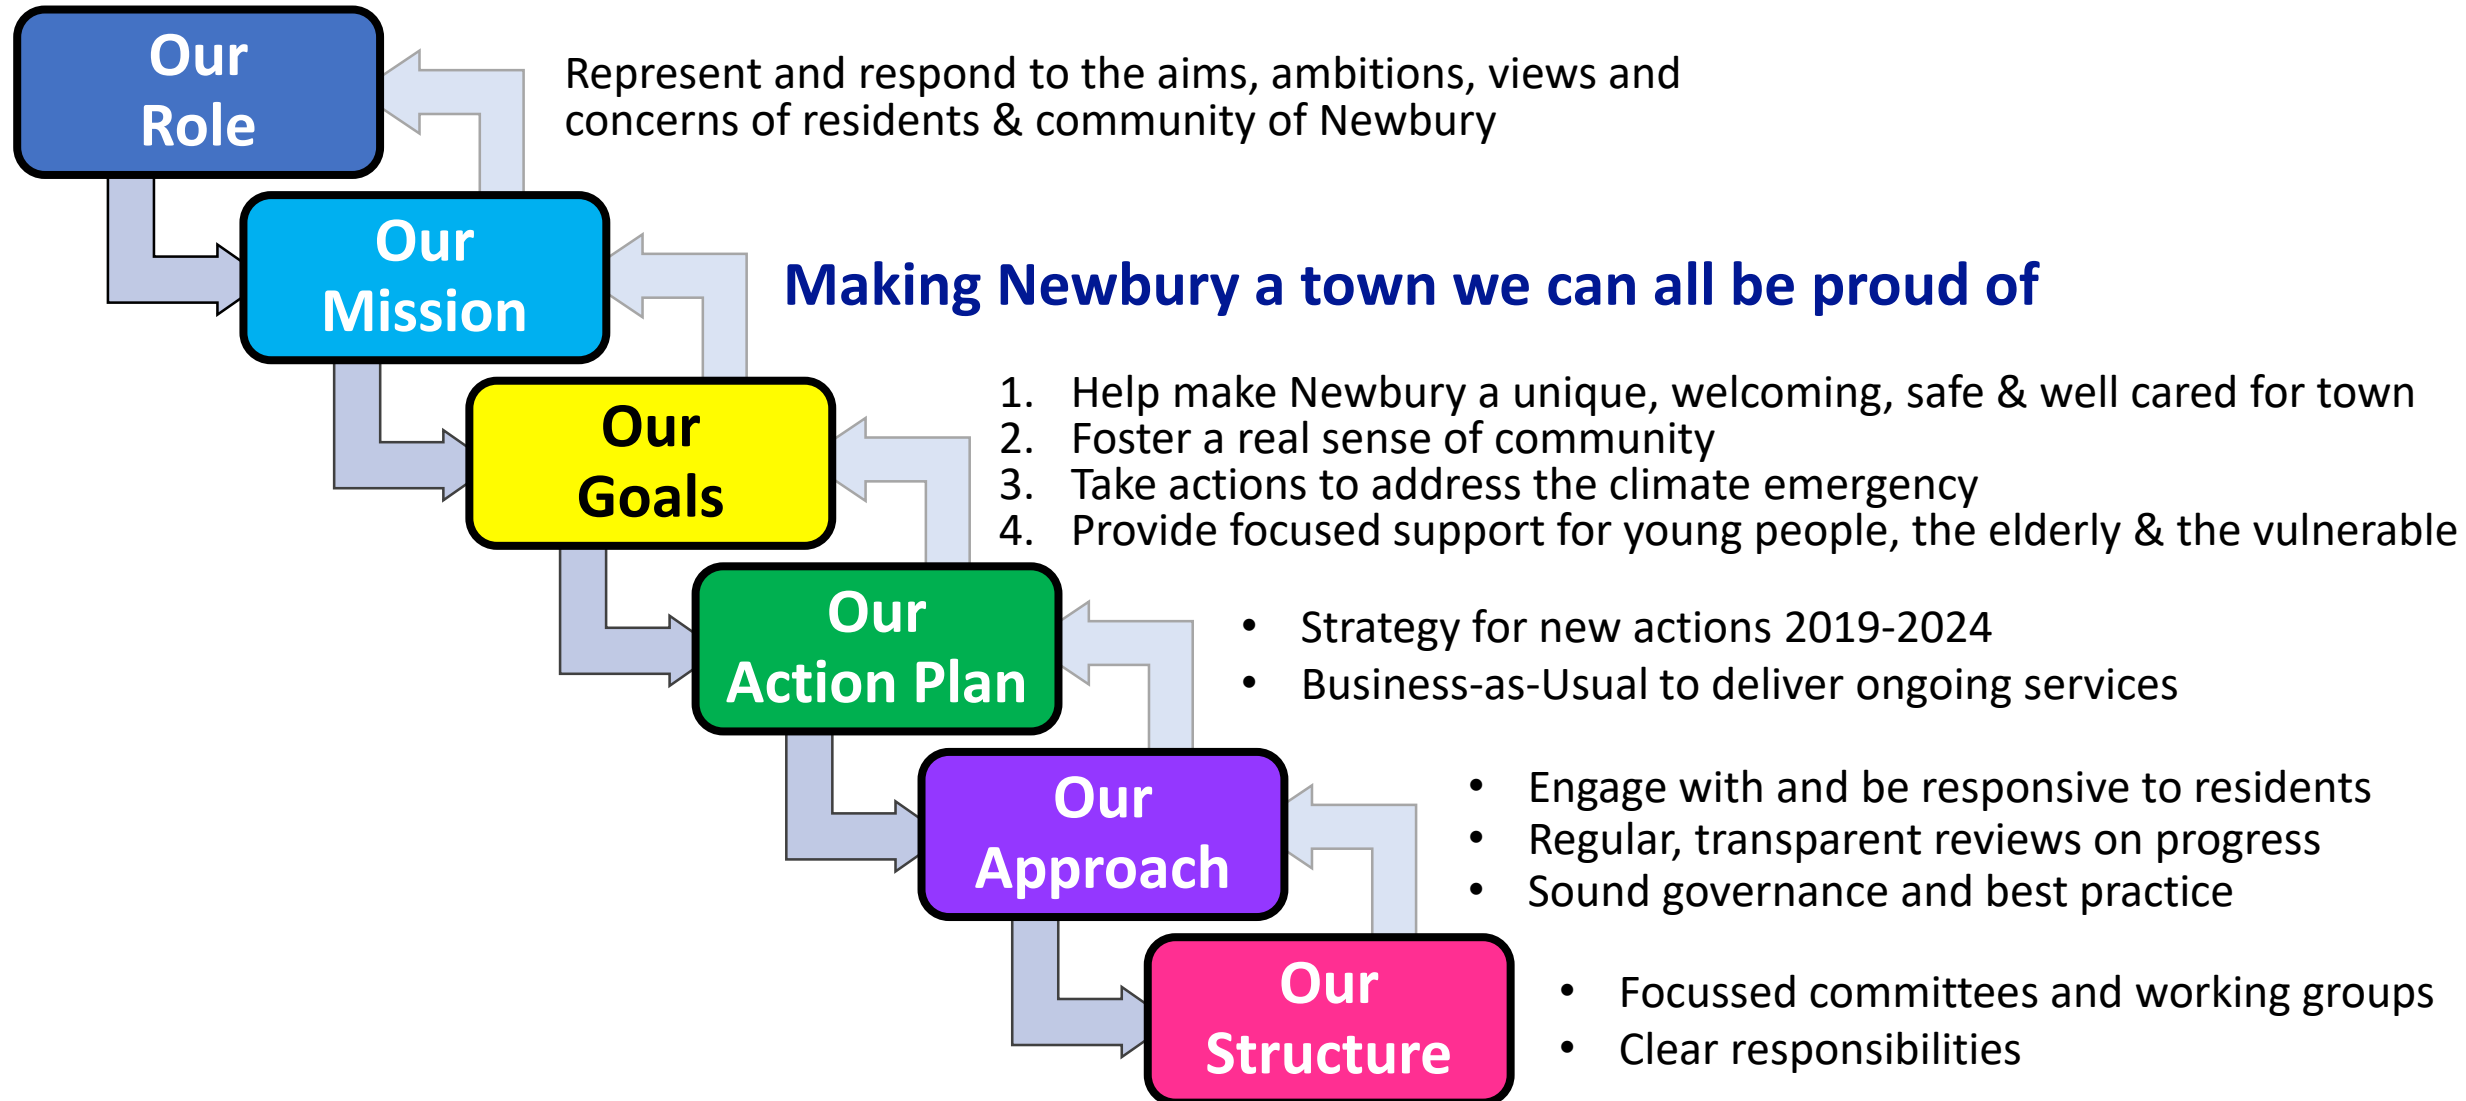 Our
Role
Represent and respond to the aims, ambitions, views and
concerns of residents & community of Newbury
Our
Mission
Making Newbury a town we can all be proud of
Our
Goals
1. Help make Newbury a unique, welcoming, safe & well cared for town
2. Foster a real sense of community
3. Take actions to address the climate emergency
4. Provide focused support for young people, the elderly & the vulnerable
Our
Action Plan
• Strategy for new actions 2019-2024
• Business-as-Usual to deliver ongoing services
Our
Approach
• Engage with and be responsive to residents
• Regular, transparent reviews on progress
• Sound governance and best practice
Our
Structure
• Focussed committees and working groups
• Clear responsibilities